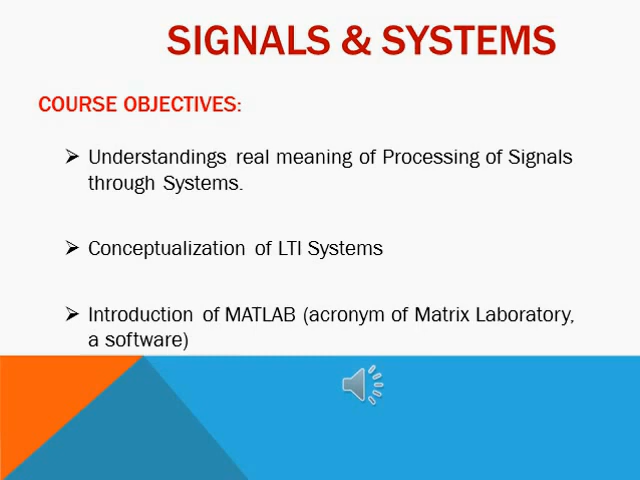 SIGNALS & SYSTEMS
COURSE OBJECTIVES:
➢ Understandings real meaning of Processing of Signals
through Systems.
➢ Conceptualization of LTI Systems
➢ Introduction of MATLAB (acronym of Matrix Laboratory,
a software)